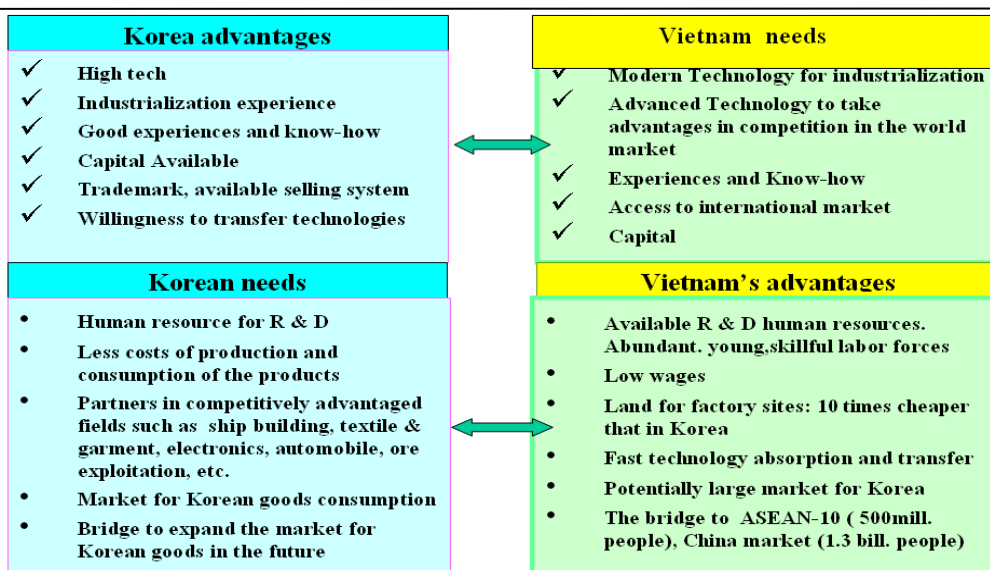 Korea advantages
✓ High tech
✓ Industrialization experience
✓ Good experiences and know-how
✓ Capital Available
✓ Trademark, available selling system
✓ Willingness to transfer technologies
Vietnam needs
✓ Modern Technology for industrialization
✓ Advanced Technology to take
advantages in competition in the world
market
✓ Experiences and Know-how
✓ Access to international market
✓ Capital
Korean needs
• Human resource for R & D
• Less costs of production and
consumption of the products
• Partners in competitively advantaged
fields such as ship building, textile &
garment, electronics, automobile, ore
exploitation, etc.
• Market for Korean goods consumption
• Bridge to expand the market for
Korean goods in the future
Vietnam's advantages
• Available R & D human resources.
Abundant. young,skillful labor forces
• Low wages
• Land for factory sites: 10 times cheaper
that in Korea
• Fast technology absorption and transfer
• Potentially large market for Korea
• The bridge to ASEAN-10 ( 500mill.
people), China market (1.3 bill. people)